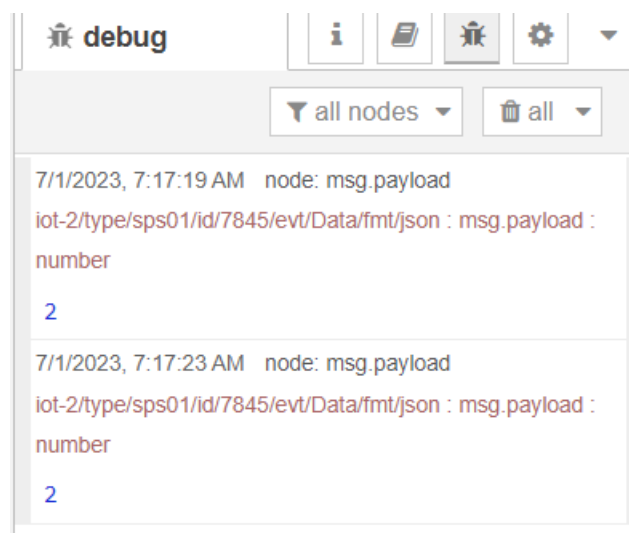 debug
i
all nodes
all
7/1/2023, 7:17:19 AM node: msg.payload
iot-2/type/sps01/id/7845/evt/Data/fmt/json : msg.payload :
number
2
7/1/2023, 7:17:23 AM node: msg.payload
iot-2/type/sps01/id/7845/evt/Data/fmt/json : msg.payload :
number
2